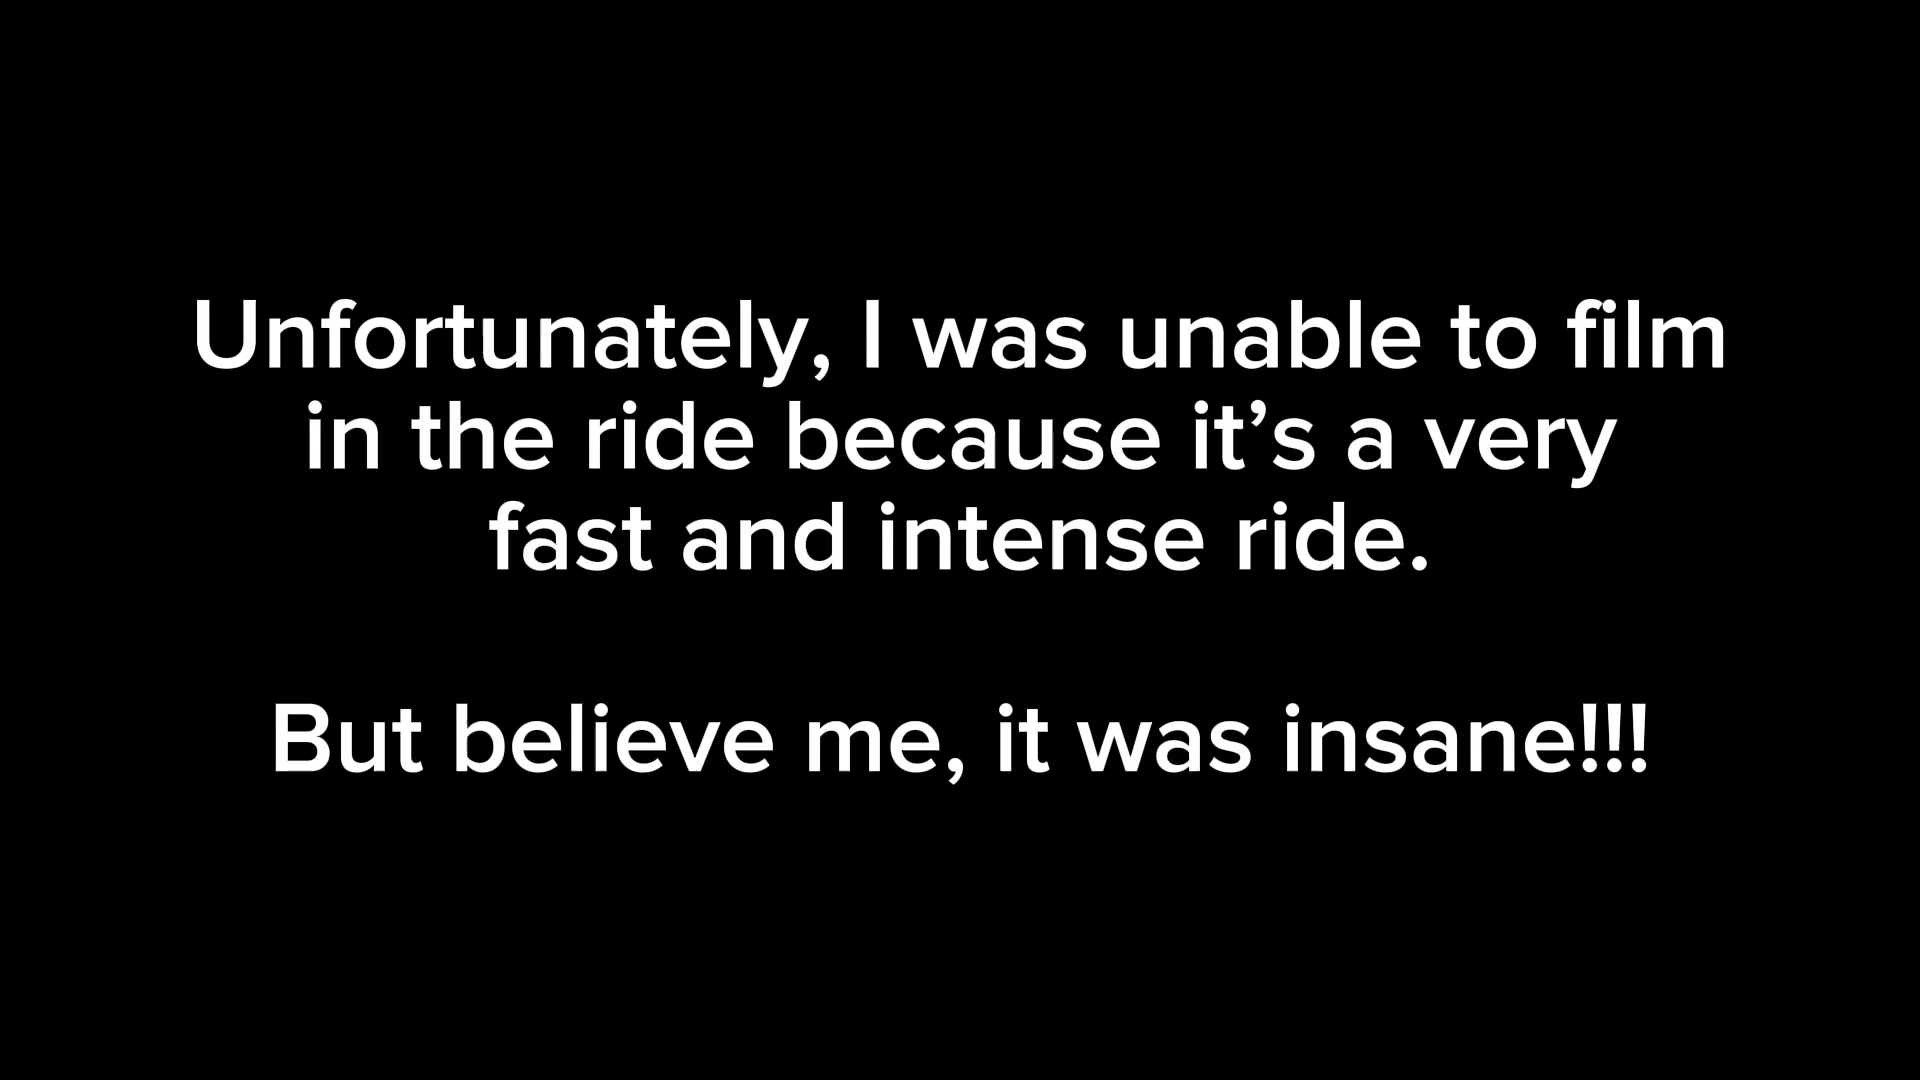 Unfortunately, I was unable to film
in the ride because it’s a very
fast and intense ride.
But believe me, it was insane!!!